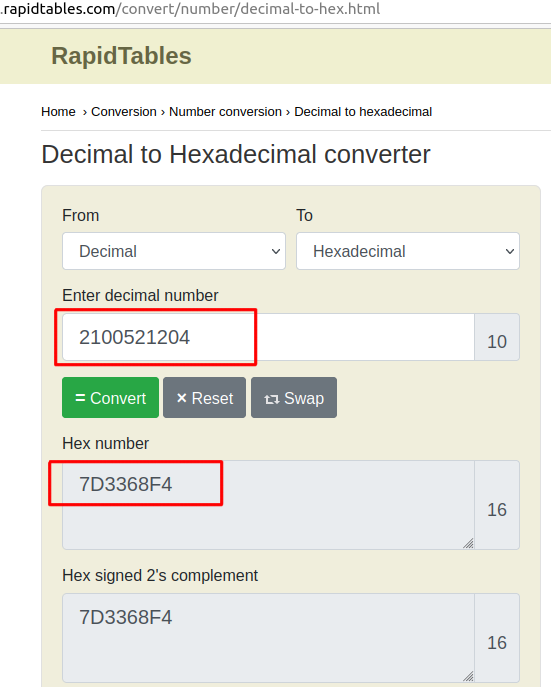 .rapidtables.com/convert/number/decimal-to-hex.html
RapidTables
Home › Conversion › Number conversion › Decimal to hexadecimal
Decimal to Hexadecimal converter
From To
Decimal Hexadecimal
Enter decimal number
2100521204 10
= Convert × Reset Swap
Hex number
7D3368F4
16
Hex signed 2's complement
7D3368F4
16